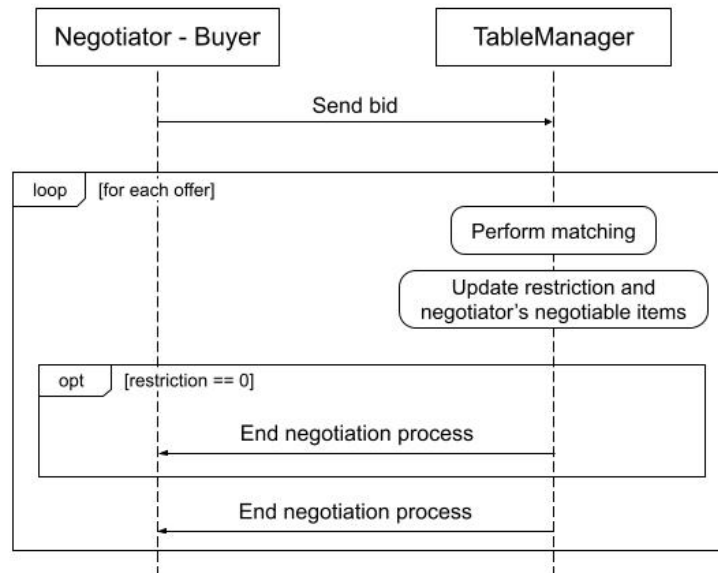 Negotiator - Buyer
TableManager
Send bid
loop
[for each offer]
Perform matching
Update restriction and
negotiator's negotiable items
opt
[restriction == 0]
End negotiation process
End negotiation process